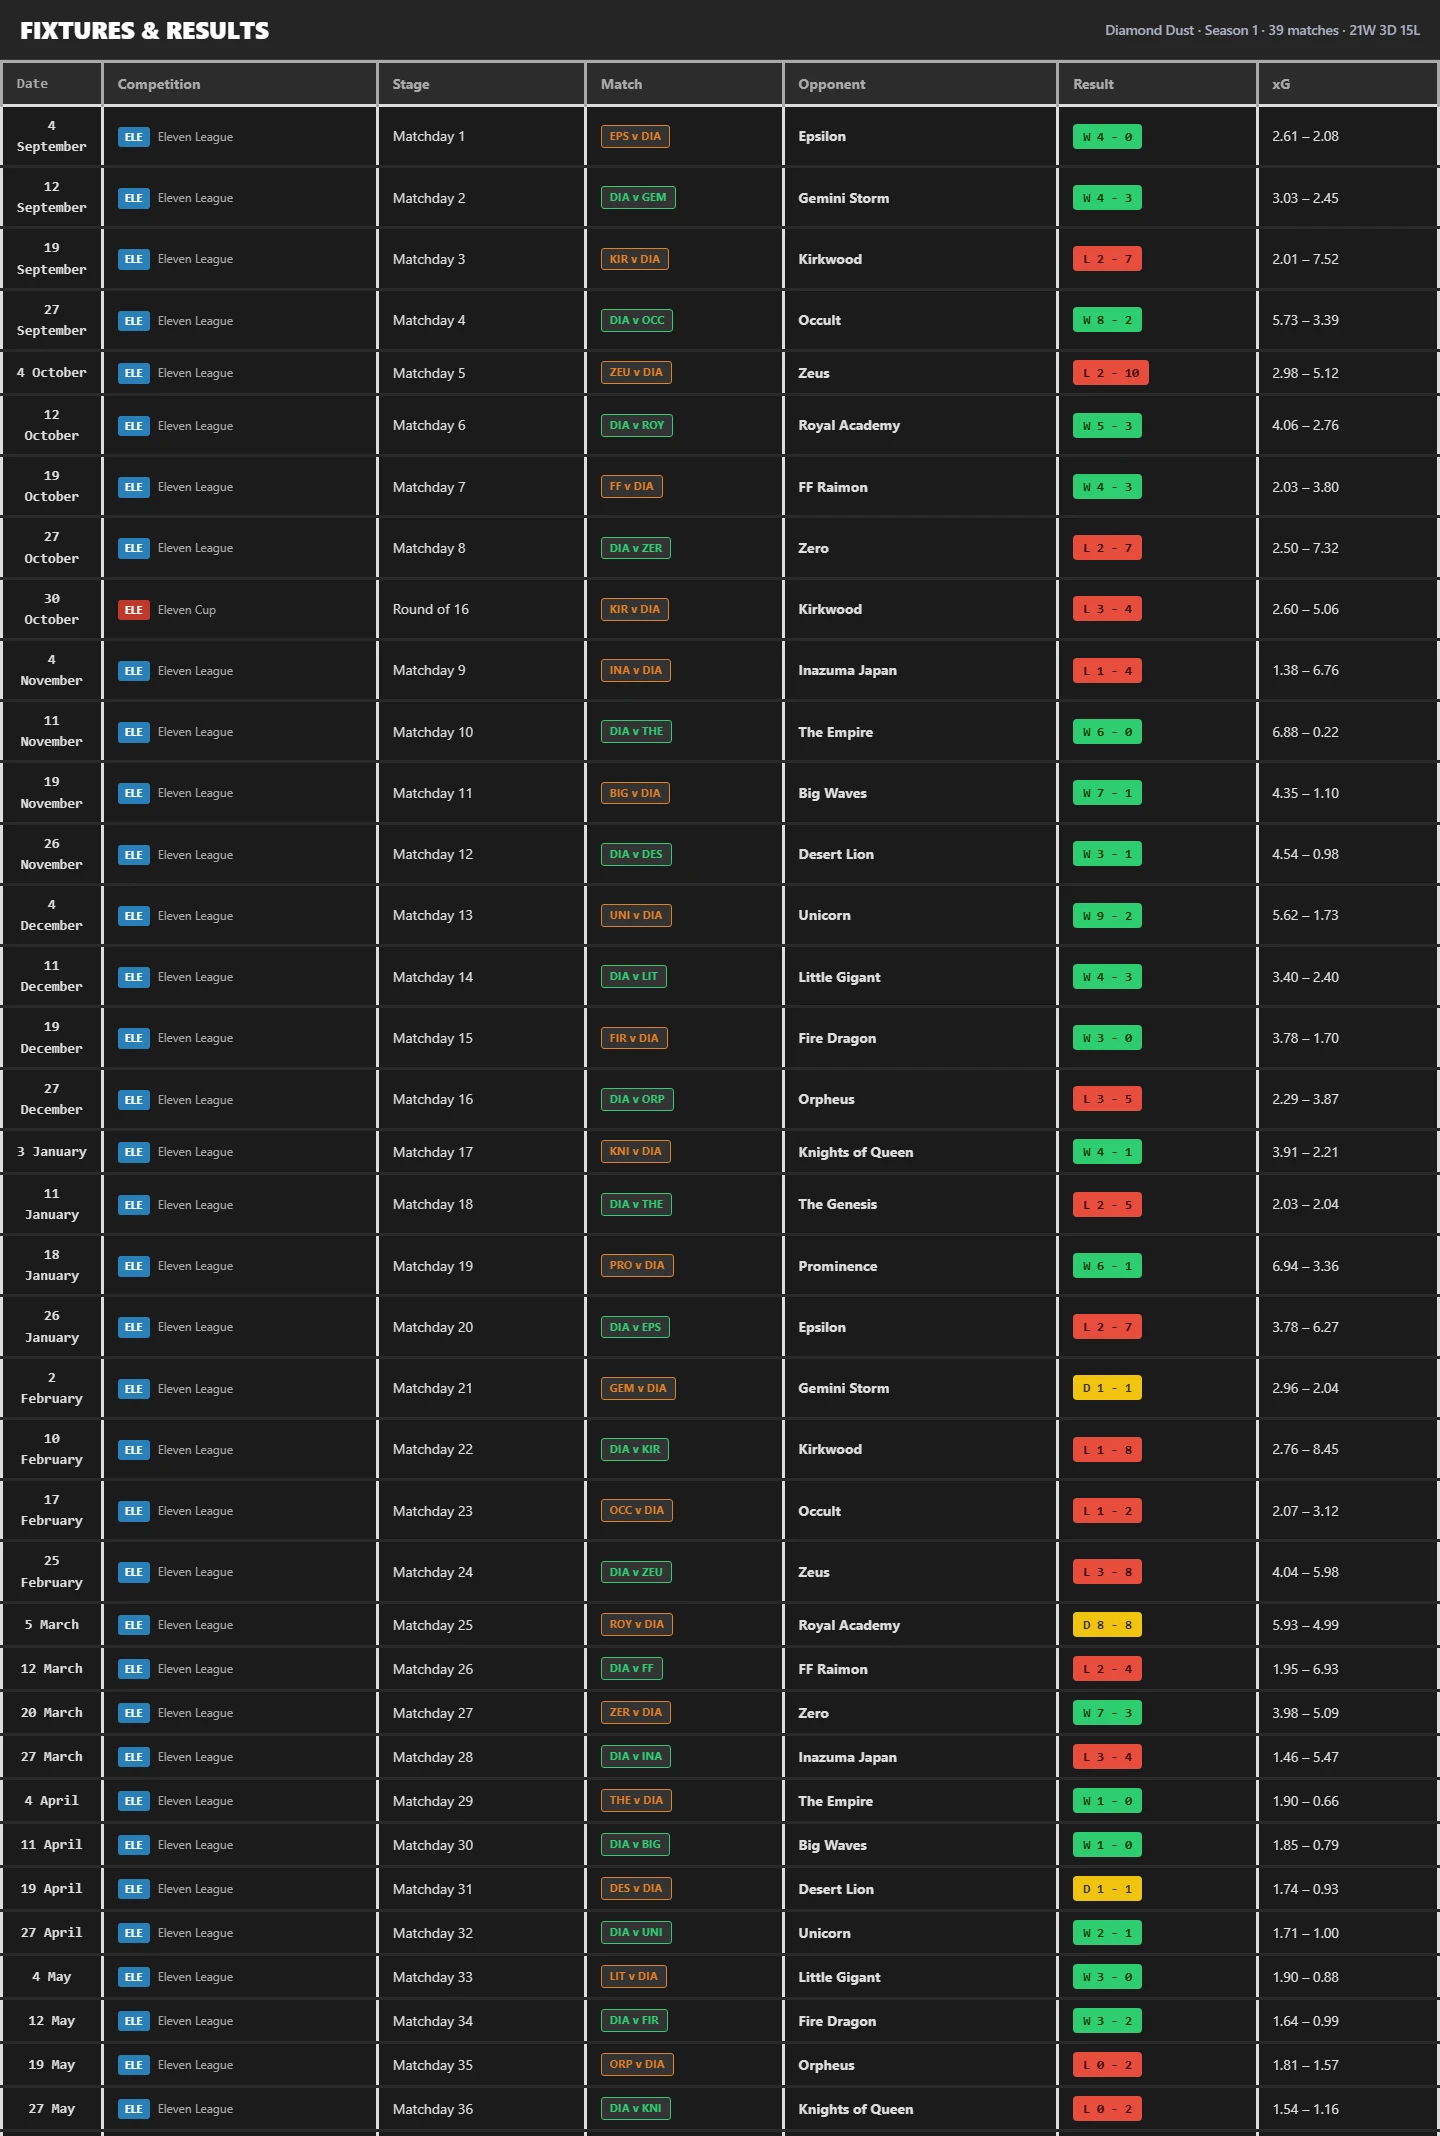 FIXTURES & RESULTS
Diamond Dust · Season 1 · 39 matches · 21W 3D 15L
Date Competition Stage Match Opponent Result xG
4 September ELE Eleven League Matchday 1 EPS v DIA Epsilon W 4 - 0 2.61 – 2.08
12 September ELE Eleven League Matchday 2 DIA v GEM Gemini Storm W 4 - 3 3.03 – 2.45
19 September ELE Eleven League Matchday 3 KIR v DIA Kirkwood L 2 - 7 2.01 – 7.52
27 September ELE Eleven League Matchday 4 DIA v OCC Occult W 8 - 2 5.73 – 3.39
4 October ELE Eleven League Matchday 5 ZEU v DIA Zeus L 2 - 10 2.98 – 5.12
12 October ELE Eleven League Matchday 6 DIA v ROY Royal Academy W 5 - 3 4.06 – 2.76
19 October ELE Eleven League Matchday 7 FF v DIA FF Raimon W 4 - 3 2.03 – 3.80
27 October ELE Eleven League Matchday 8 DIA v ZER Zero L 2 - 7 2.50 – 7.32
30 October ELE Eleven Cup Round of 16 KIR v DIA Kirkwood L 3 - 4 2.60 – 5.06
4 November ELE Eleven League Matchday 9 INA v DIA Inazuma Japan L 1 - 4 1.38 – 6.76
11 November ELE Eleven League Matchday 10 DIA v THE The Empire W 6 - 0 6.88 – 0.22
19 November ELE Eleven League Matchday 11 BIG v DIA Big Waves W 7 - 1 4.35 – 1.10
26 November ELE Eleven League Matchday 12 DIA v DES Desert Lion W 3 - 1 4.54 – 0.98
4 December ELE Eleven League Matchday 13 UNI v DIA Unicorn W 9 - 2 5.62 – 1.73
11 December ELE Eleven League Matchday 14 DIA v LIT Little Gigant W 4 - 3 3.40 – 2.40
19 December ELE Eleven League Matchday 15 FIR v DIA Fire Dragon W 3 - 0 3.78 – 1.70
27 December ELE Eleven League Matchday 16 DIA v ORP Orpheus L 3 - 5 2.29 – 3.87
3 January ELE Eleven League Matchday 17 KNI v DIA Knights of Queen W 4 - 1 3.91 – 2.21
11 January ELE Eleven League Matchday 18 DIA v THE The Genesis L 2 - 5 2.03 – 2.04
18 January ELE Eleven League Matchday 19 PRO v DIA Prominence W 6 - 1 6.94 – 3.36
26 January ELE Eleven League Matchday 20 DIA v EPS Epsilon L 2 - 7 3.78 – 6.27
2 February ELE Eleven League Matchday 21 GEM v DIA Gemini Storm D 1 - 1 2.96 – 2.04
10 February ELE Eleven League Matchday 22 DIA v KIR Kirkwood L 1 - 8 2.76 – 8.45
17 February ELE Eleven League Matchday 23 OCC v DIA Occult L 1 - 2 2.07 – 3.12
25 February ELE Eleven League Matchday 24 DIA v ZEU Zeus L 3 - 8 4.04 – 5.98
5 March ELE Eleven League Matchday 25 ROY v DIA Royal Academy D 8 - 8 5.93 – 4.99
12 March ELE Eleven League Matchday 26 DIA v FF FF Raimon L 2 - 4 1.95 – 6.93
20 March ELE Eleven League Matchday 27 ZER v DIA Zero W 7 - 3 3.98 – 5.09
27 March ELE Eleven League Matchday 28 DIA v INA Inazuma Japan L 3 - 4 1.46 – 5.47
4 April ELE Eleven League Matchday 29 THE v DIA The Empire W 1 - 0 1.90 – 0.66
11 April ELE Eleven League Matchday 30 DIA v BIG Big Waves W 1 - 0 1.85 – 0.79
19 April ELE Eleven League Matchday 31 DES v DIA Desert Lion D 1 - 1 1.74 – 0.93
27 April ELE Eleven League Matchday 32 DIA v UNI Unicorn W 2 - 1 1.71 – 1.00
4 May ELE Eleven League Matchday 33 LIT v DIA Little Gigant W 3 - 0 1.90 – 0.88
12 May ELE Eleven League Matchday 34 DIA v FIR Fire Dragon W 3 - 2 1.64 – 0.99
19 May ELE Eleven League Matchday 35 ORP v DIA Orpheus L 0 - 2 1.81 – 1.57
27 May ELE Eleven League Matchday 36 DIA v KNI Knights of Queen L 0 - 2 1.54 – 1.16